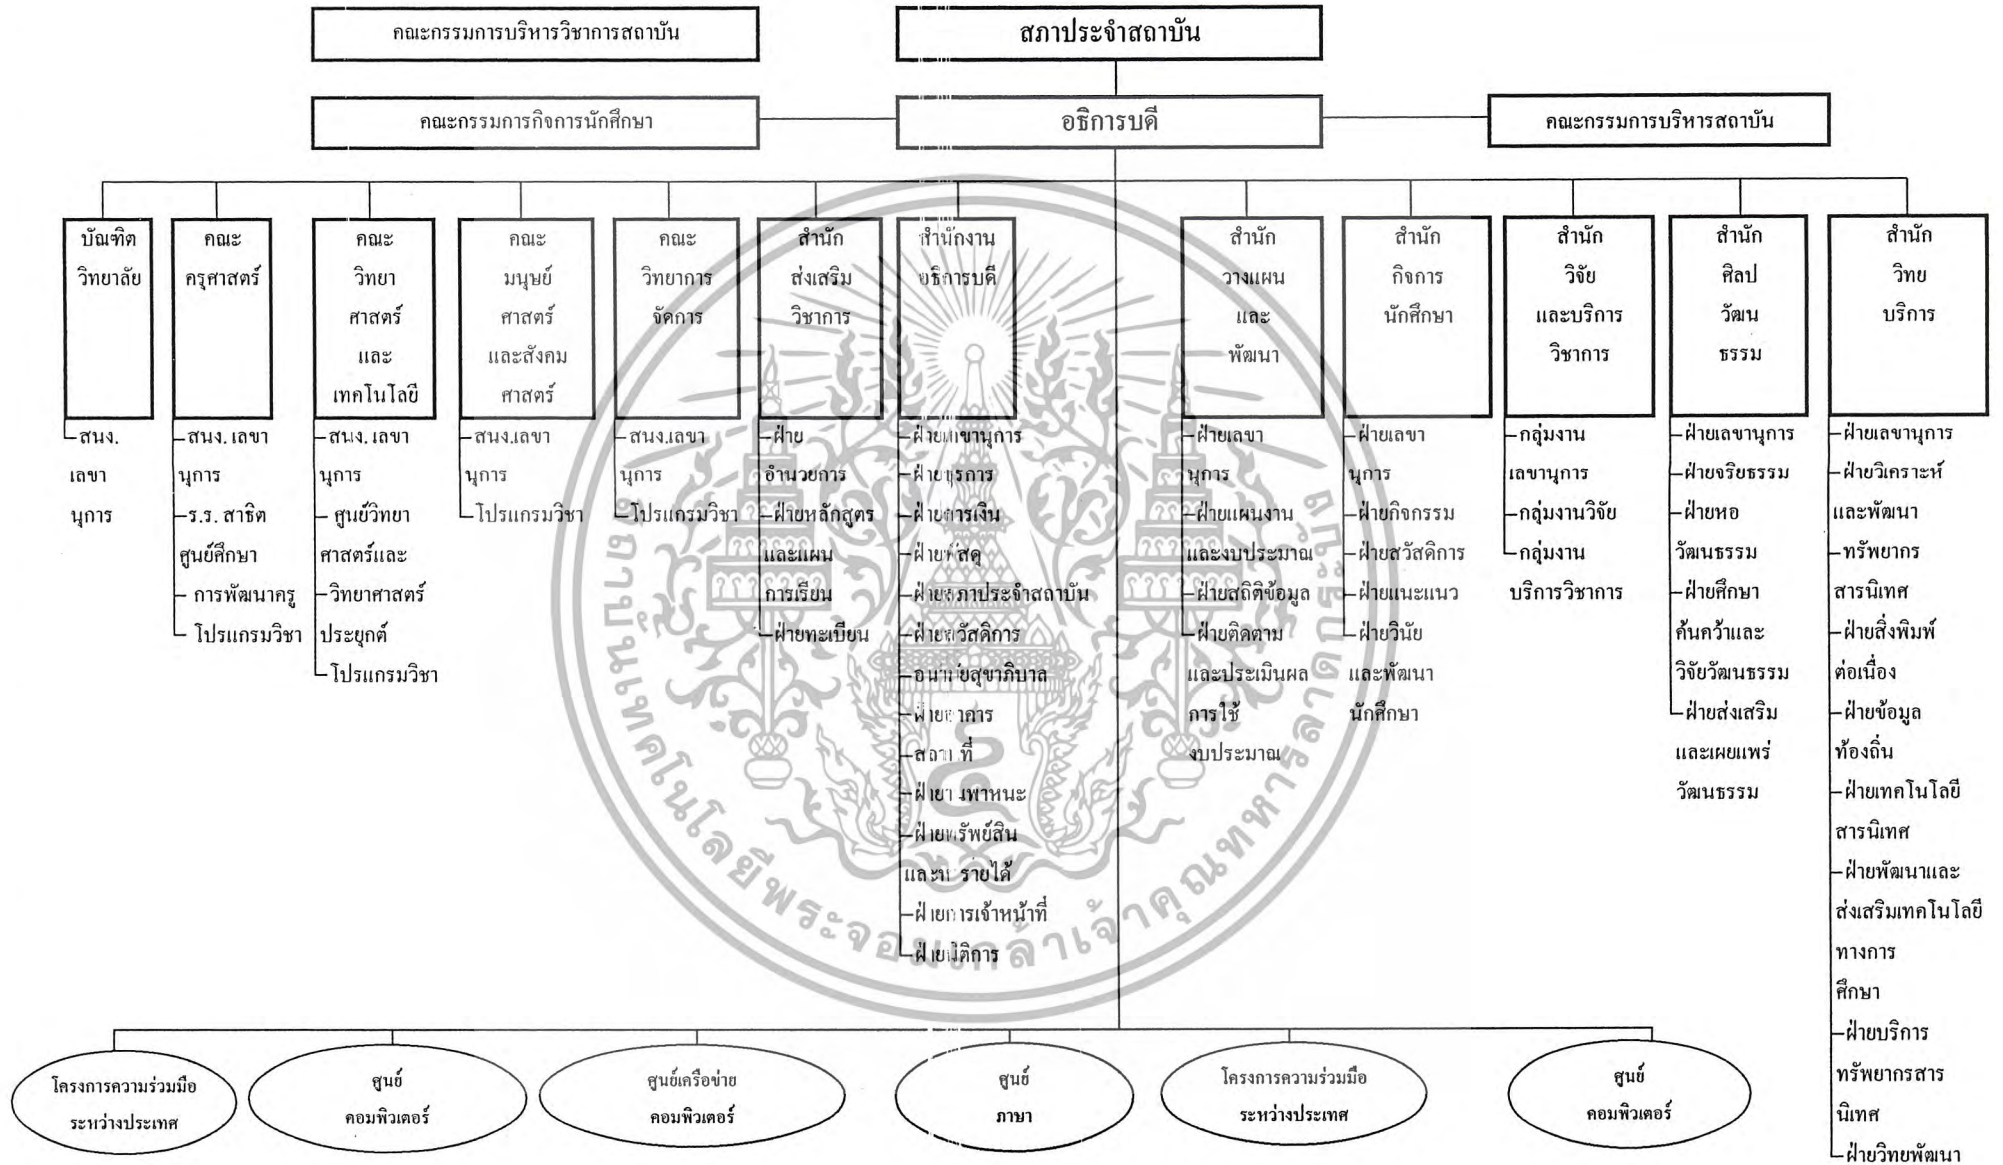 คณะกรรมการบริหารวิชาการสถาบัน
สภาประจำสถาบัน
คณะกรรมการกิจการนักศึกษา
อธิการบดี
คณะกรรมการบริหารสถาบัน
บัณฑิต
วิทยาลัย
สนง.
เลขา
นุการ
คณะ
ครุศาสตร์
สนง. เลขา
นุการ
ร.ร. สาธิต
ศูนย์ศึกษา
การพัฒนาครู
โปรแกรมวิชา
คณะ
วิทยา
ศาสตร์
และ
เทคโนโลยี
สนง. เลขา
นุการ
ศูนย์วิทยา
ศาสตร์และ
วิทยาศาสตร์
ประยุกต์
โปรแกรมวิชา
คณะ
มนุษย์
ศาสตร์
และสังคม
ศาสตร์
สนง.เลขา
นุการ
โปรแกรมวิชา
คณะ
วิทยาการ
จัดการ
สนง.เลขา
นุการ
โปรแกรมวิชา
สำนัก
ส่งเสริม
วิชาการ
ฝ่าย
อำนวยการ
ฝ่ายหลักสูตร
และแผน
การเรียน
ฝ่ายทะเบียน
สำนักงาน
อธิการบดี
ฝ่ายเลขานุการ
ฝ่ายธุรการ
ฝ่ายการเงิน
ฝ่ายพัสดุ
ฝ่ายสภาประจำสถาบัน
ฝ่ายสวัสดิการ
อนามัยสุขาภิบาล
ฝ่ายอาคาร
สถานที่
ฝ่ายยานพาหนะ
ฝ่ายทรัพย์สิน
และหารายได้
ฝ่ายการเจ้าหน้าที่
ฝ่ายนิติการ
สำนัก
วางแผน
และ
พัฒนา
ฝ่ายเลขา
นุการ
ฝ่ายแผนงาน
และงบประมาณ
ฝ่ายสถิติข้อมูล
ฝ่ายติดตาม
และประเมินผล
การใช้
งบประมาณ
สำนัก
กิจการ
นักศึกษา
ฝ่ายเลขา
นุการ
ฝ่ายกิจกรรม
ฝ่ายสวัสดิการ
ฝ่ายแนะแนว
ฝ่ายวินัย
และพัฒนา
นักศึกษา
สำนัก
วิจัย
และบริการ
วิชาการ
กลุ่มงาน
เลขานุการ
กลุ่มงานวิจัย
กลุ่มงาน
บริการวิชาการ
สำนัก
ศิลป
วัฒน
ธรรม
ฝ่ายเลขานุการ
ฝ่ายจริยธรรม
ฝ่ายหอ
วัฒนธรรม
ฝ่ายศึกษา
ค้นคว้าและ
วิจัยวัฒนธรรม
ฝ่ายส่งเสริม
และเผยแพร่
วัฒนธรรม
สำนัก
วิทย
บริการ
ฝ่ายเลขานุการ
ฝ่ายวิเคราะห์
และพัฒนา
ทรัพยากร
สารนิเทศ
ฝ่ายสิ่งพิมพ์
ต่อเนื่อง
ฝ่ายข้อมูล
ท้องถิ่น
ฝ่ายเทคโนโลยี
สารนิเทศ
ฝ่ายพัฒนาและ
ส่งเสริมเทคโนโลยี
ทางการ
ศึกษา
ฝ่ายบริการ
ทรัพยากรสาร
นิเทศ
ฝ่ายวิทยพัฒนา
โครงการความร่วมมือ
ระหว่างประเทศ
ศูนย์
คอมพิวเตอร์
ศูนย์เครือข่าย
คอมพิวเตอร์
ศูนย์
ภาษา
โครงการความร่วมมือ
ระหว่างประเทศ
ศูนย์
คอมพิวเตอร์
สถาบันเทคโนโลยีพระจอมเกล้าเจ้าคุณทหารลาดกระบัง